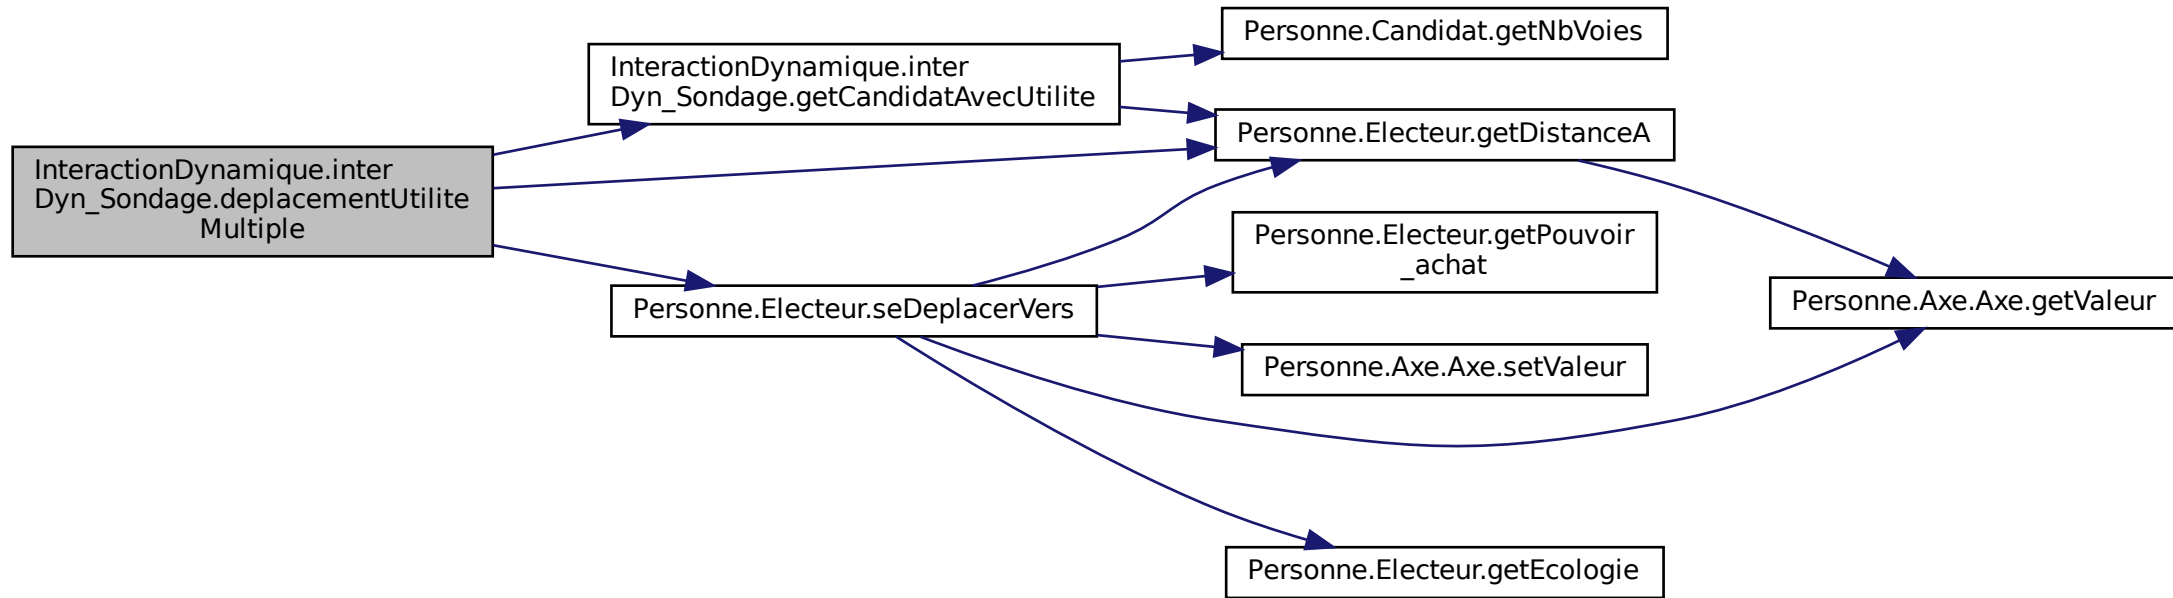 InteractionDynamique.inter
Dyn_Sondage.deplacementUtilite
Multiple
InteractionDynamique.inter
Dyn_Sondage.getCandidatAvecUtilite
Personne.Candidat.getNbVoies
Personne.Electeur.getDistanceA
Personne.Electeur.seDeplacerVers
Personne.Electeur.getPouvoir
_achat
Personne.Axe.Axe.getValeur
Personne.Axe.Axe.setValeur
Personne.Electeur.getEcologie